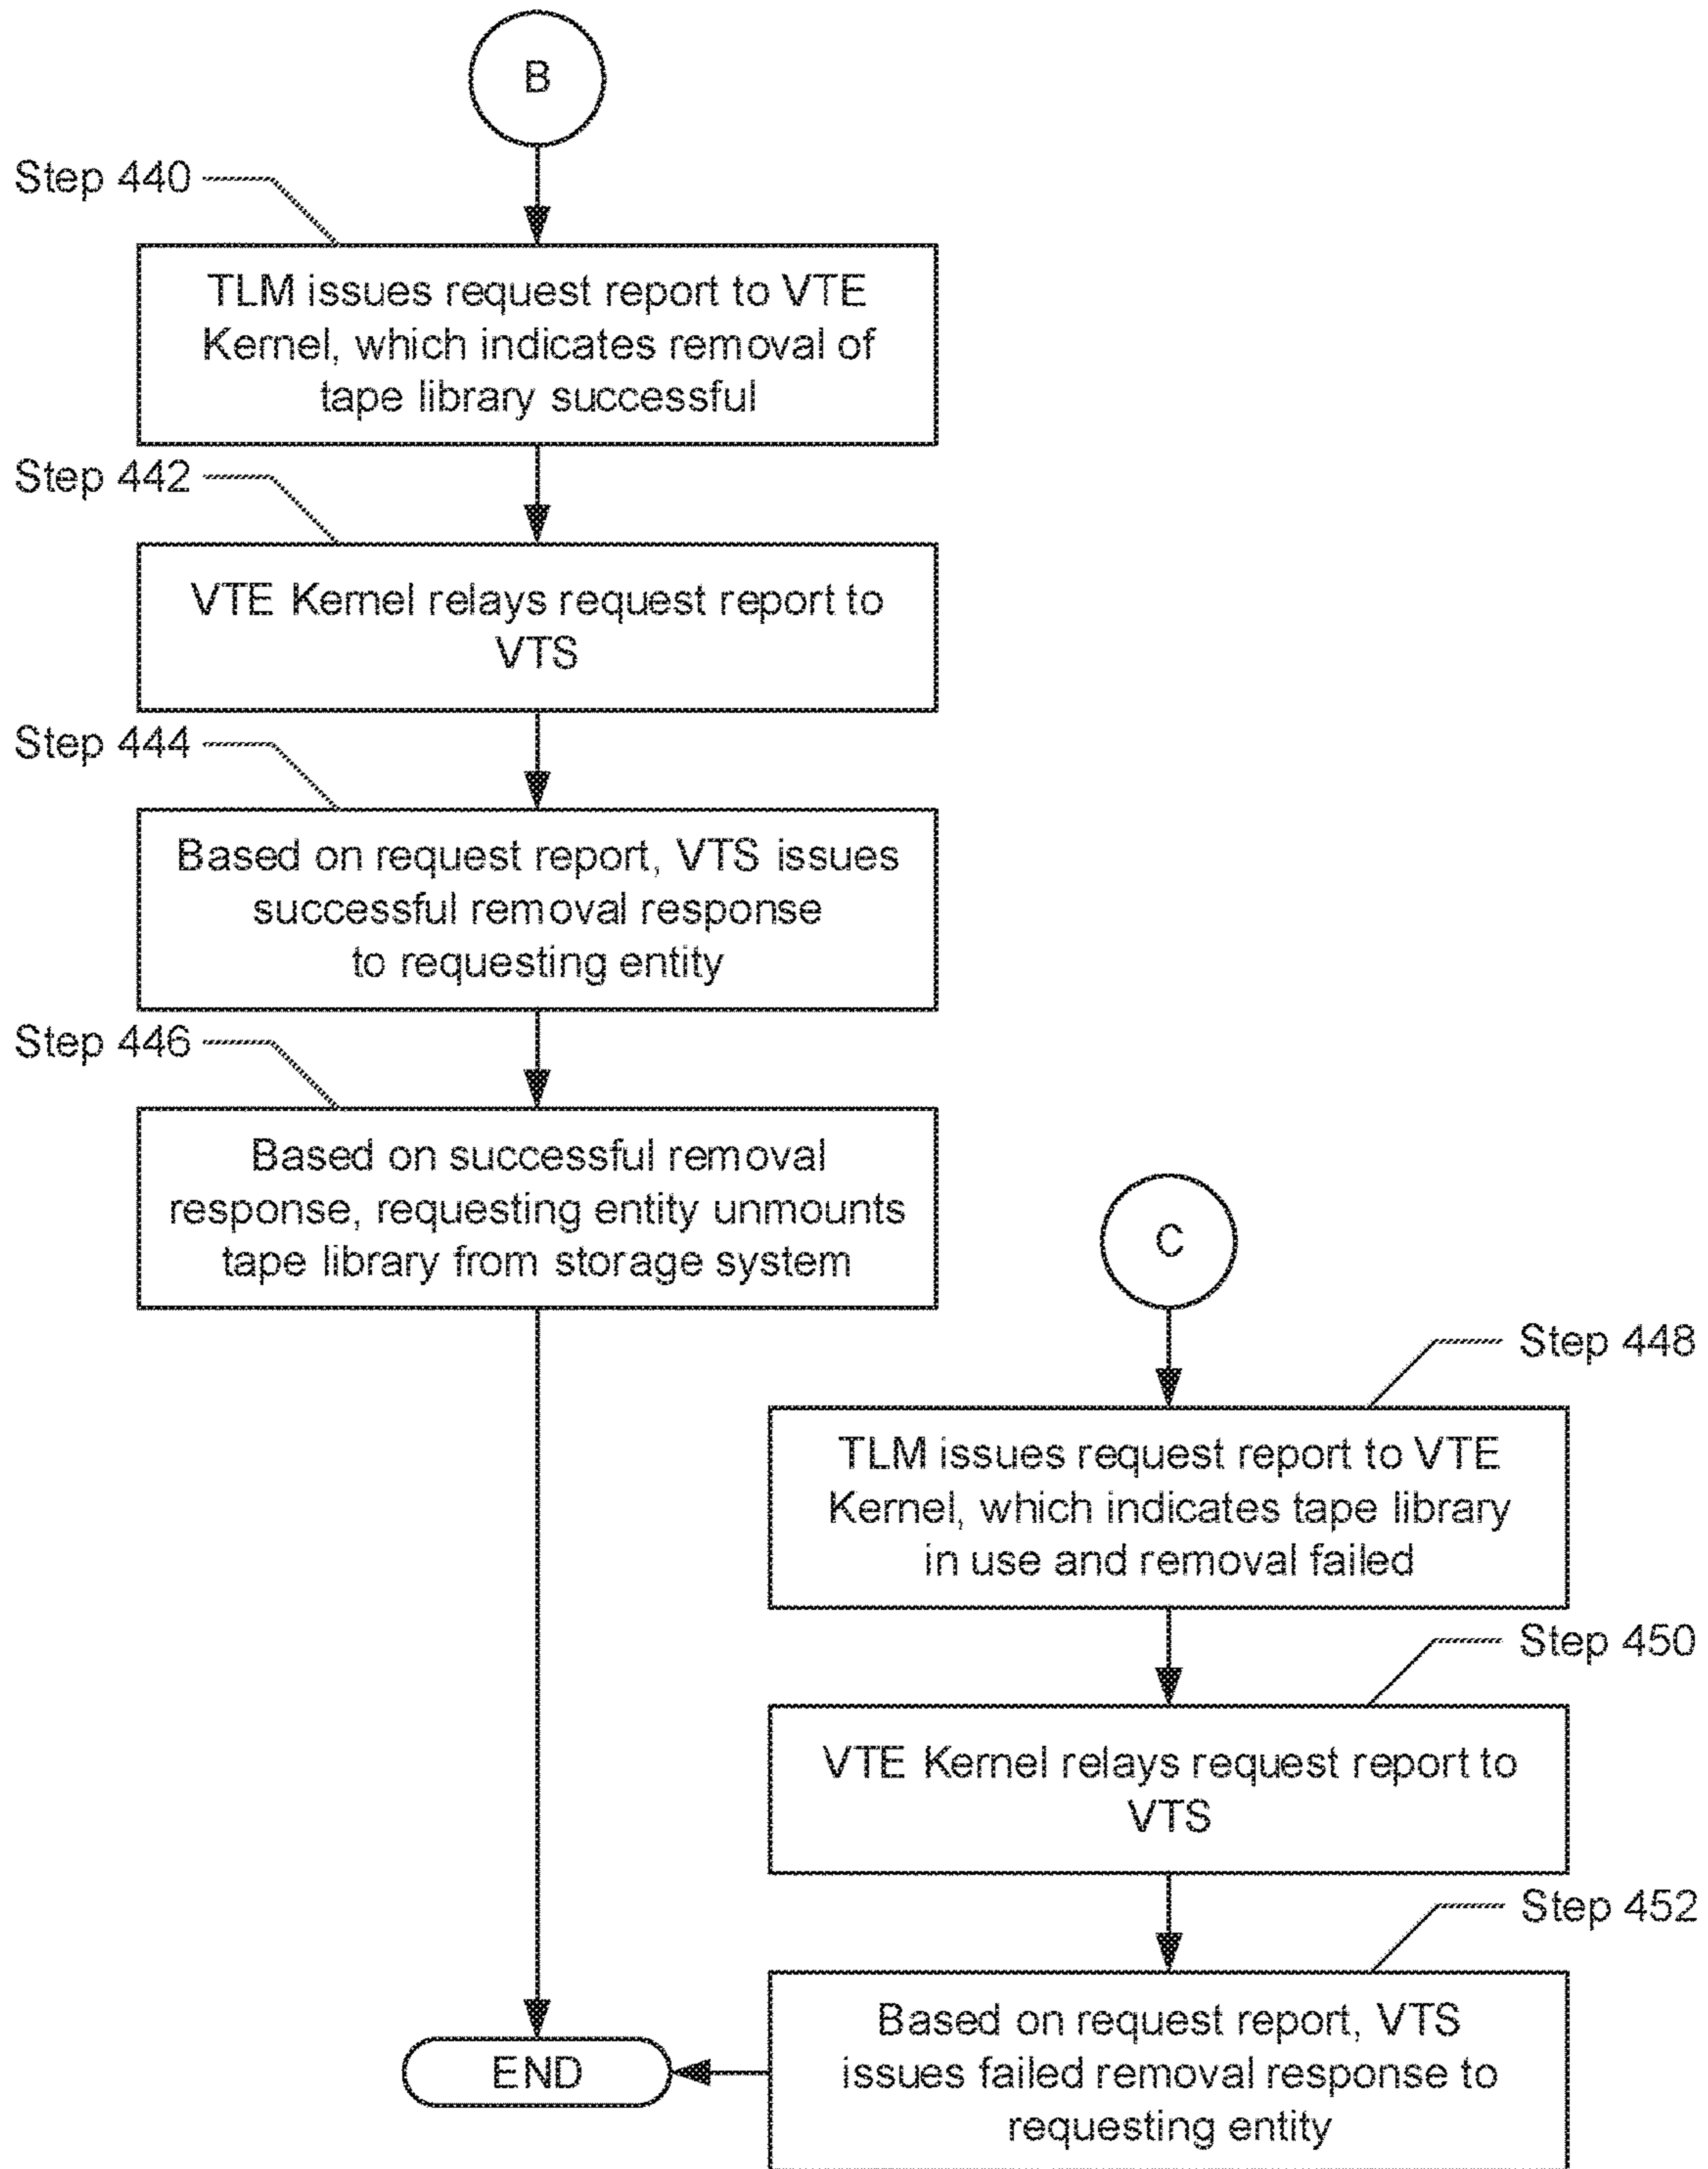 B
Step 440
TLM issues request report to VTE
Kernel, which indicates removal of
tape library successful
Step 442
VTE Kernel relays request report to
VTS
Step 444
Based on request report, VTS issues
successful removal response
to requesting entity
Step 446
Based on successful removal
response, requesting entity unmounts
tape library from storage system
C
Step 448
TLM issues request report to VTE
Kernel, which indicates tape library
in use and removal failed
Step 450
VTE Kernel relays request report to
VTS
Step 452
Based on request report, VTS
issues failed removal response to
requesting entity
END